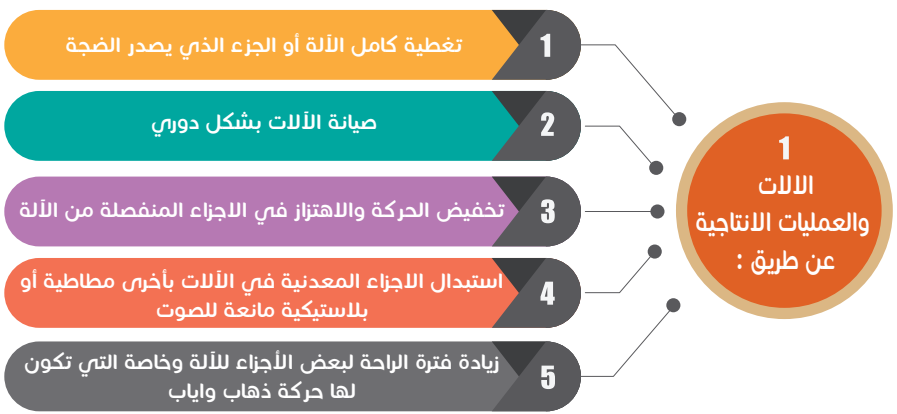 1
الالات
والعمليات الانتاجية
عن طريق :
1
تغطية كامل الآلة أو الجزء الذي يصدر الضجة
2
صيانة الآلات بشكل دوري
3
تخفيض الحركة والاهتزاز في الاجزاء المنفصلة من الآلة
4
استبدال الاجزاء المعدنية في الآلات بأخرى مطاطية أو
بلاستيكية مانعة للصوت
5
زيادة فترة الراحة لبعض الأجزاء للآلة وخاصة التي تكون
لها حركة ذهاب واياب